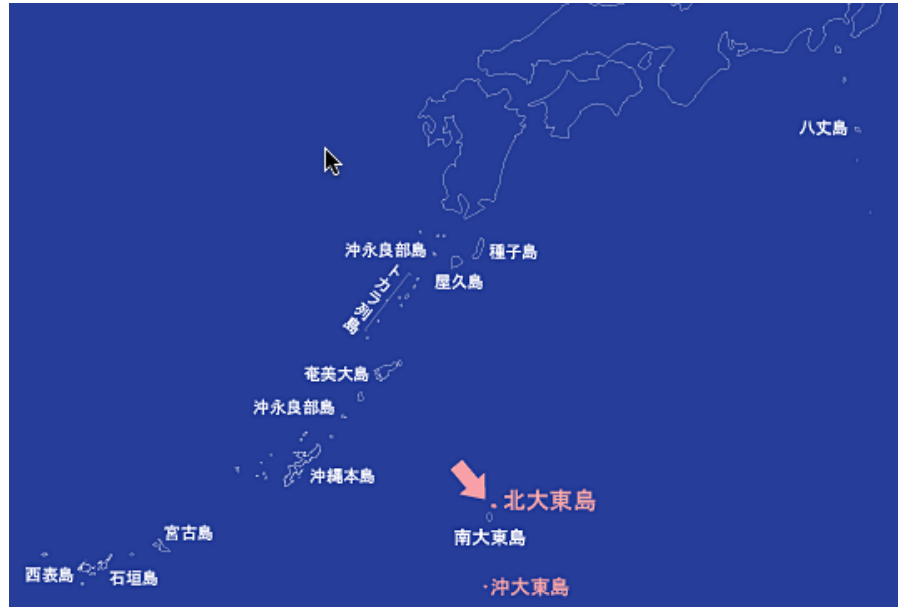 八丈島
沖永良部島
種子島
屋久島
トカラ列島
奄美大島
沖永良部島
沖縄本島
北大東島
南大東島
宮古島
西表島
石垣島
沖大東島